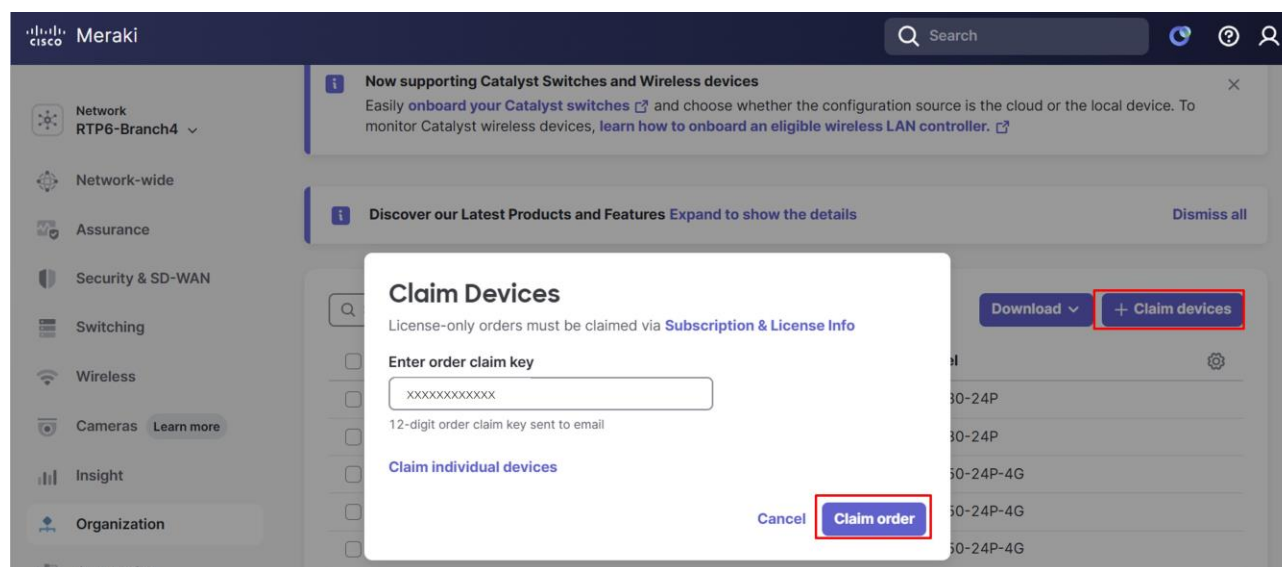 CISCO Meraki
Search
Network
RTP6-Branch4
Network-wide
Assurance
Security & SD-WAN
Switching
Wireless
Cameras Learn more
Insight
Organization
Now supporting Catalyst Switches and Wireless devices
Easily onboard your Catalyst switches and choose whether the configuration source is the cloud or the local device. To
monitor Catalyst wireless devices, learn how to onboard an eligible wireless LAN controller.
Discover our Latest Products and Features Expand to show the details
Dismiss all
Download
+ Claim devices
Claim Devices
License-only orders must be claimed via Subscription & License Info
Enter order claim key
xxxxxxxxxxxx
12-digit order claim key sent to email
Claim individual devices
Cancel
Claim order
30-24P
30-24P
50-24P-4G
50-24P-4G
50-24P-4G